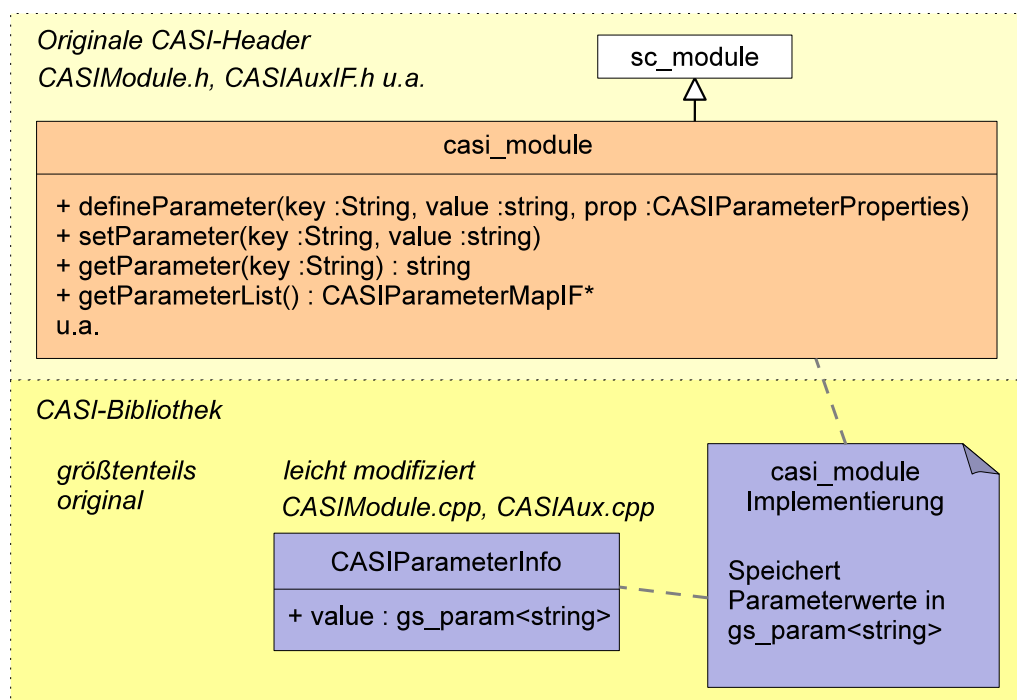 Originale CASI-Header
CASIModule.h, CASIAuxIF.h u.a.
sc_module
casi_module
+ defineParameter(key :String, value :string, prop :CASIParameterProperties)
+ setParameter(key :String, value :string)
+ getParameter(key :String) : string
+ getParameterList() : CASIParameterMapIF*
u.a.
CASI-Bibliothek
größtenteils
original
leicht modifiziert
CASIModule.cpp, CASIAux.cpp
CASIParameterInfo
+ value : gs_param<string>
casi_module
Implementierung
Speichert
Parameterwerte in
gs_param<string>